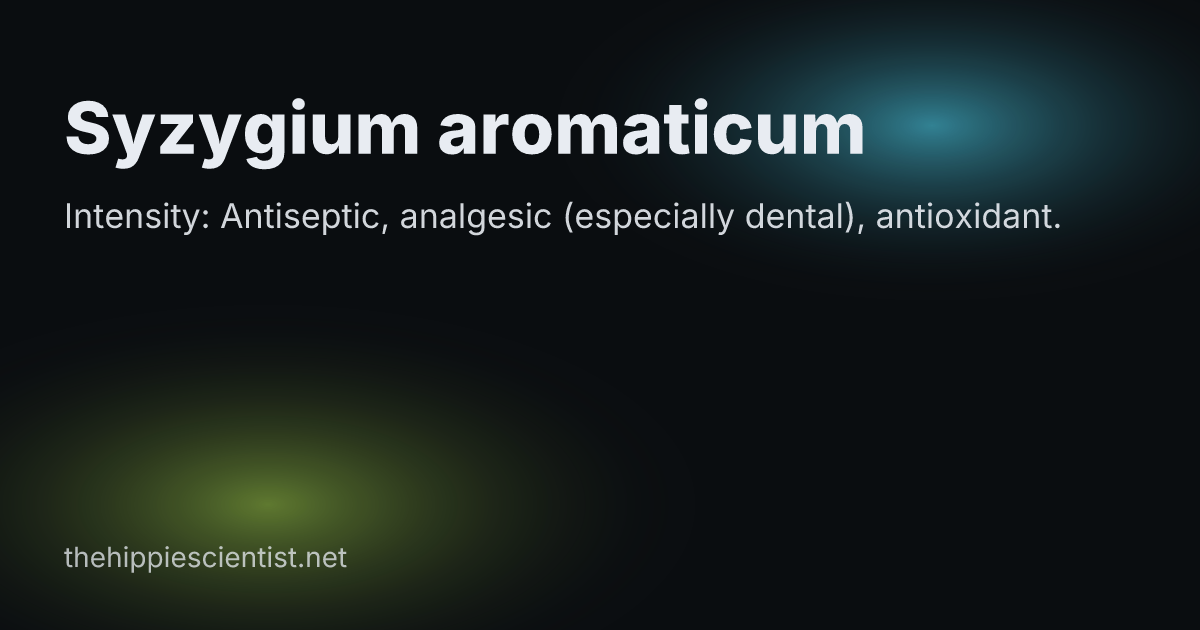 Syzygium aromaticum
Intensity: Antiseptic, analgesic (especially dental), antioxidant.
thehippiescientist.net